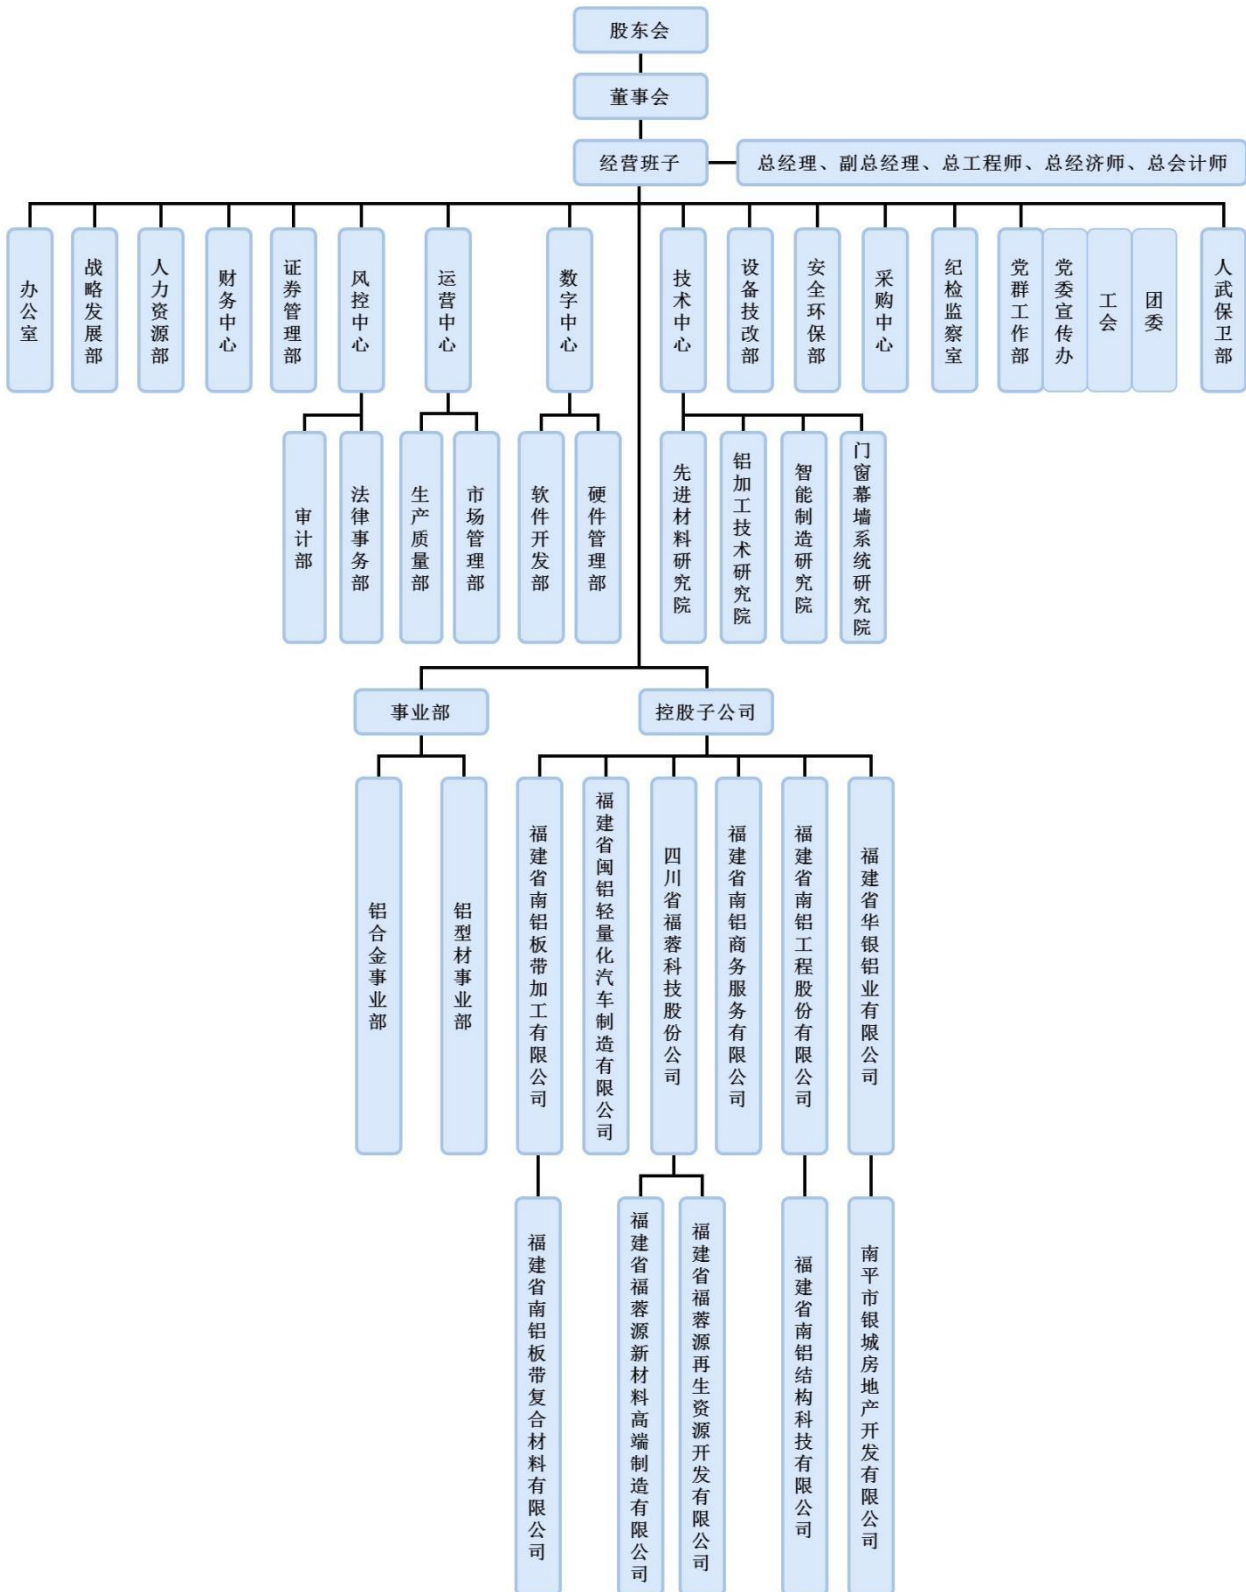 股东会
董事会
经营班子
总经理、副总经理、总工程师、总经济师、总会计师
办公室
战略发展部
人力资源部
财务中心
证券管理部
风控中心
运营中心
数字中心
技术中心
设备技改部
安全环保部
采购中心
纪检监察室
党群工作部
党委宣传办
工会
团委
人武保卫部
审计部
法律事务部
生产质量部
市场管理部
软件开发部
硬件管理部
先进材料研究院
铝加工技术研究院
智能制造研究院
门窗幕墙系统研究院
事业部
控股子公司
铝合金事业部
铝型材事业部
福建省南铝板带加工有限公司
福建省闽铝轻量化汽车制造有限公司
四川省福蓉科技股份公司
福建省南铝商务服务有限公司
福建省南铝工程股份有限公司
福建省华银铝业有限公司
福建省南铝板带复合材料有限公司
福建省福蓉源新材料高端制造有限公司
福建省福蓉源再生资源开发有限公司
福建省南铝结构科技有限公司
南平市银城房地产开发有限公司